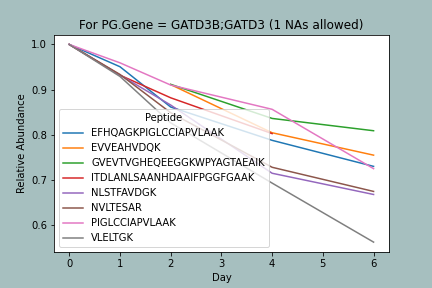 For PG.Gene = GATD3B;GATD3 (1 NAs allowed)
1.0
0.9
0.8
0.7
0.6
Relative Abundance
Peptide
EFHQAGKPIGLCCIAPVLAAK
EVVEAHVDQK
GVEVTVGHEQEEGGKWPYAGTAEAIK
ITDLANLSAANHDAAIFPGGFGAAK
NLSTFAVDGK
NVLTESAR
PIGLCCIAPVLAAK
VLELTGK
0 1 2 3 4 5 6
Day